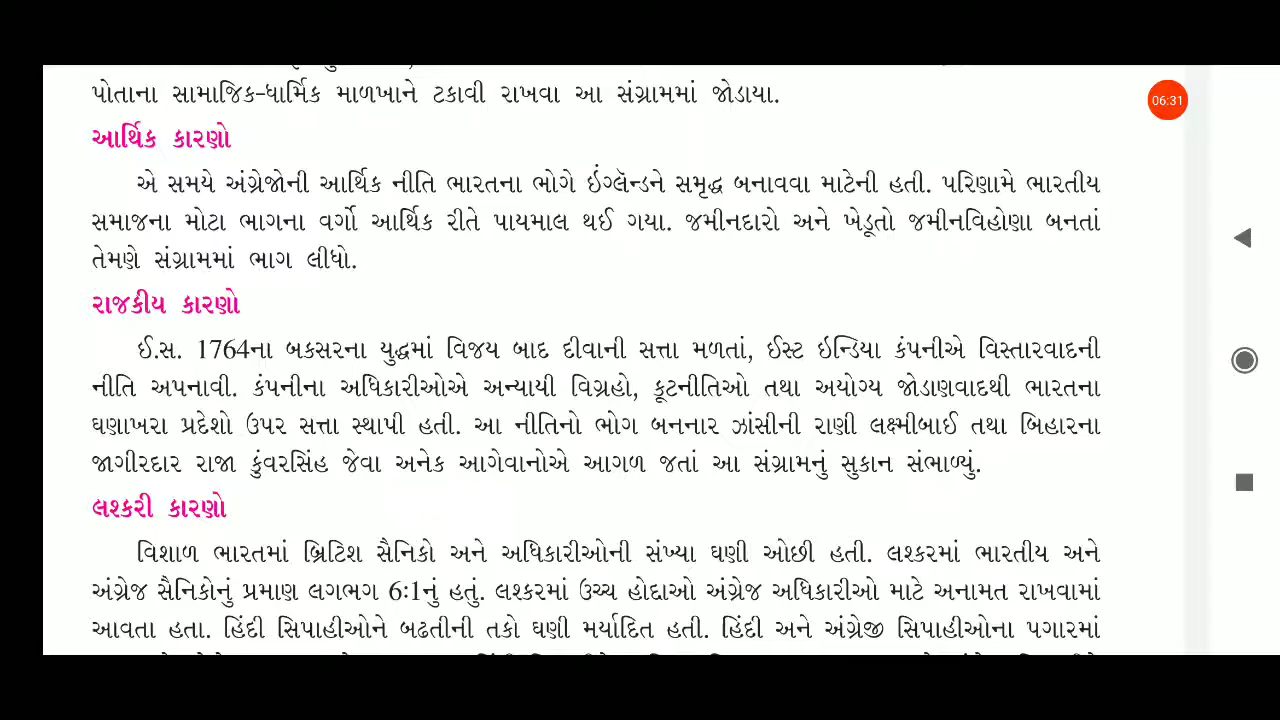 પોતાના સામાજિક-ધાર્મિક માળખાને ટકાવી રાખવા આ સંગ્રામમાં જોડાયા.
06:31
આર્થિક કારણો
એ સમયે અંગ્રેજોની આર્થિક નીતિ ભારતના ભોગે ઇંગ્લૅન્ડને સમૃદ્ધ બનાવવા માટેની હતી. પરિણામે ભારતીય
સમાજના મોટા ભાગના વર્ગો આર્થિક રીતે પાયમાલ થઈ ગયા. જમીનદારો અને ખેડૂતો જમીનવિહોણા બનતાં
તેમણે સંગ્રામમાં ભાગ લીધો.
રાજકીય કારણો
ઈ.સ. 1764ના બકસરના યુદ્ધમાં વિજય બાદ દીવાની સત્તા મળતાં, ઈસ્ટ ઇન્ડિયા કંપનીએ વિસ્તારવાદની
નીતિ અપનાવી. કંપનીના અધિકારીઓએ અન્યાયી વિગ્રહો, કૂટનીતિઓ તથા અયોગ્ય જોડાણવાદથી ભારતના
ઘણાખરા પ્રદેશો ઉપર સત્તા સ્થાપી હતી. આ નીતિનો ભોગ બનનાર ઝાંસીની રાણી લક્ષ્મીબાઈ તથા બિહારના
જાગીરદાર રાજા કુંવરસિંહ જેવા અનેક આગેવાનોએ આગળ જતાં આ સંગ્રામનું સુકાન સંભાળ્યું.
લશ્કરી કારણો
વિશાળ ભારતમાં બ્રિટિશ સૈનિકો અને અધિકારીઓની સંખ્યા ઘણી ઓછી હતી. લશ્કરમાં ભારતીય અને
અંગ્રેજ સૈનિકોનું પ્રમાણ લગભગ 6:1નું હતું. લશ્કરમાં ઉચ્ચ હોદાઓ અંગ્રેજ અધિકારીઓ માટે અનામત રાખવામાં
આવતા હતા. હિંદી સિપાહીઓને બઢતીની તકો ઘણી મર્યાદિત હતી. હિંદી અને અંગ્રેજી સિપાહીઓના પગારમાં